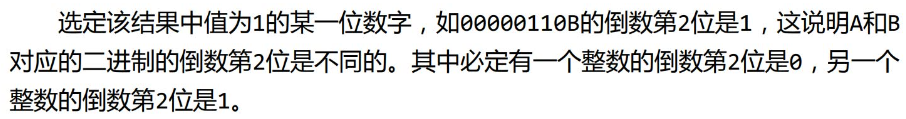 选定该结果中值为1的某一位数字，如00000110B的倒数第2位是1，这说明A和B
对应的二进制的倒数第2位是不同的。其中必定有一个整数的倒数第2位是0，另一个
整数的倒数第2位是1。